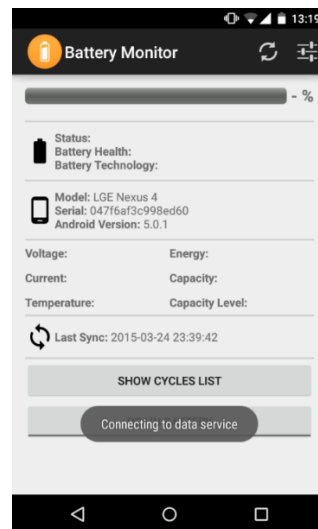 13:19
Battery Monitor
- %
Status:
Battery Health:
Battery Technology:
Model: LGE Nexus 4
Serial: 047f6af3c998ed60
Android Version: 5.0.1
Voltage: Energy:
Current: Capacity:
Temperature: Capacity Level:
Last Sync: 2015-03-24 23:39:42
SHOW CYCLES LIST
Connecting to data service